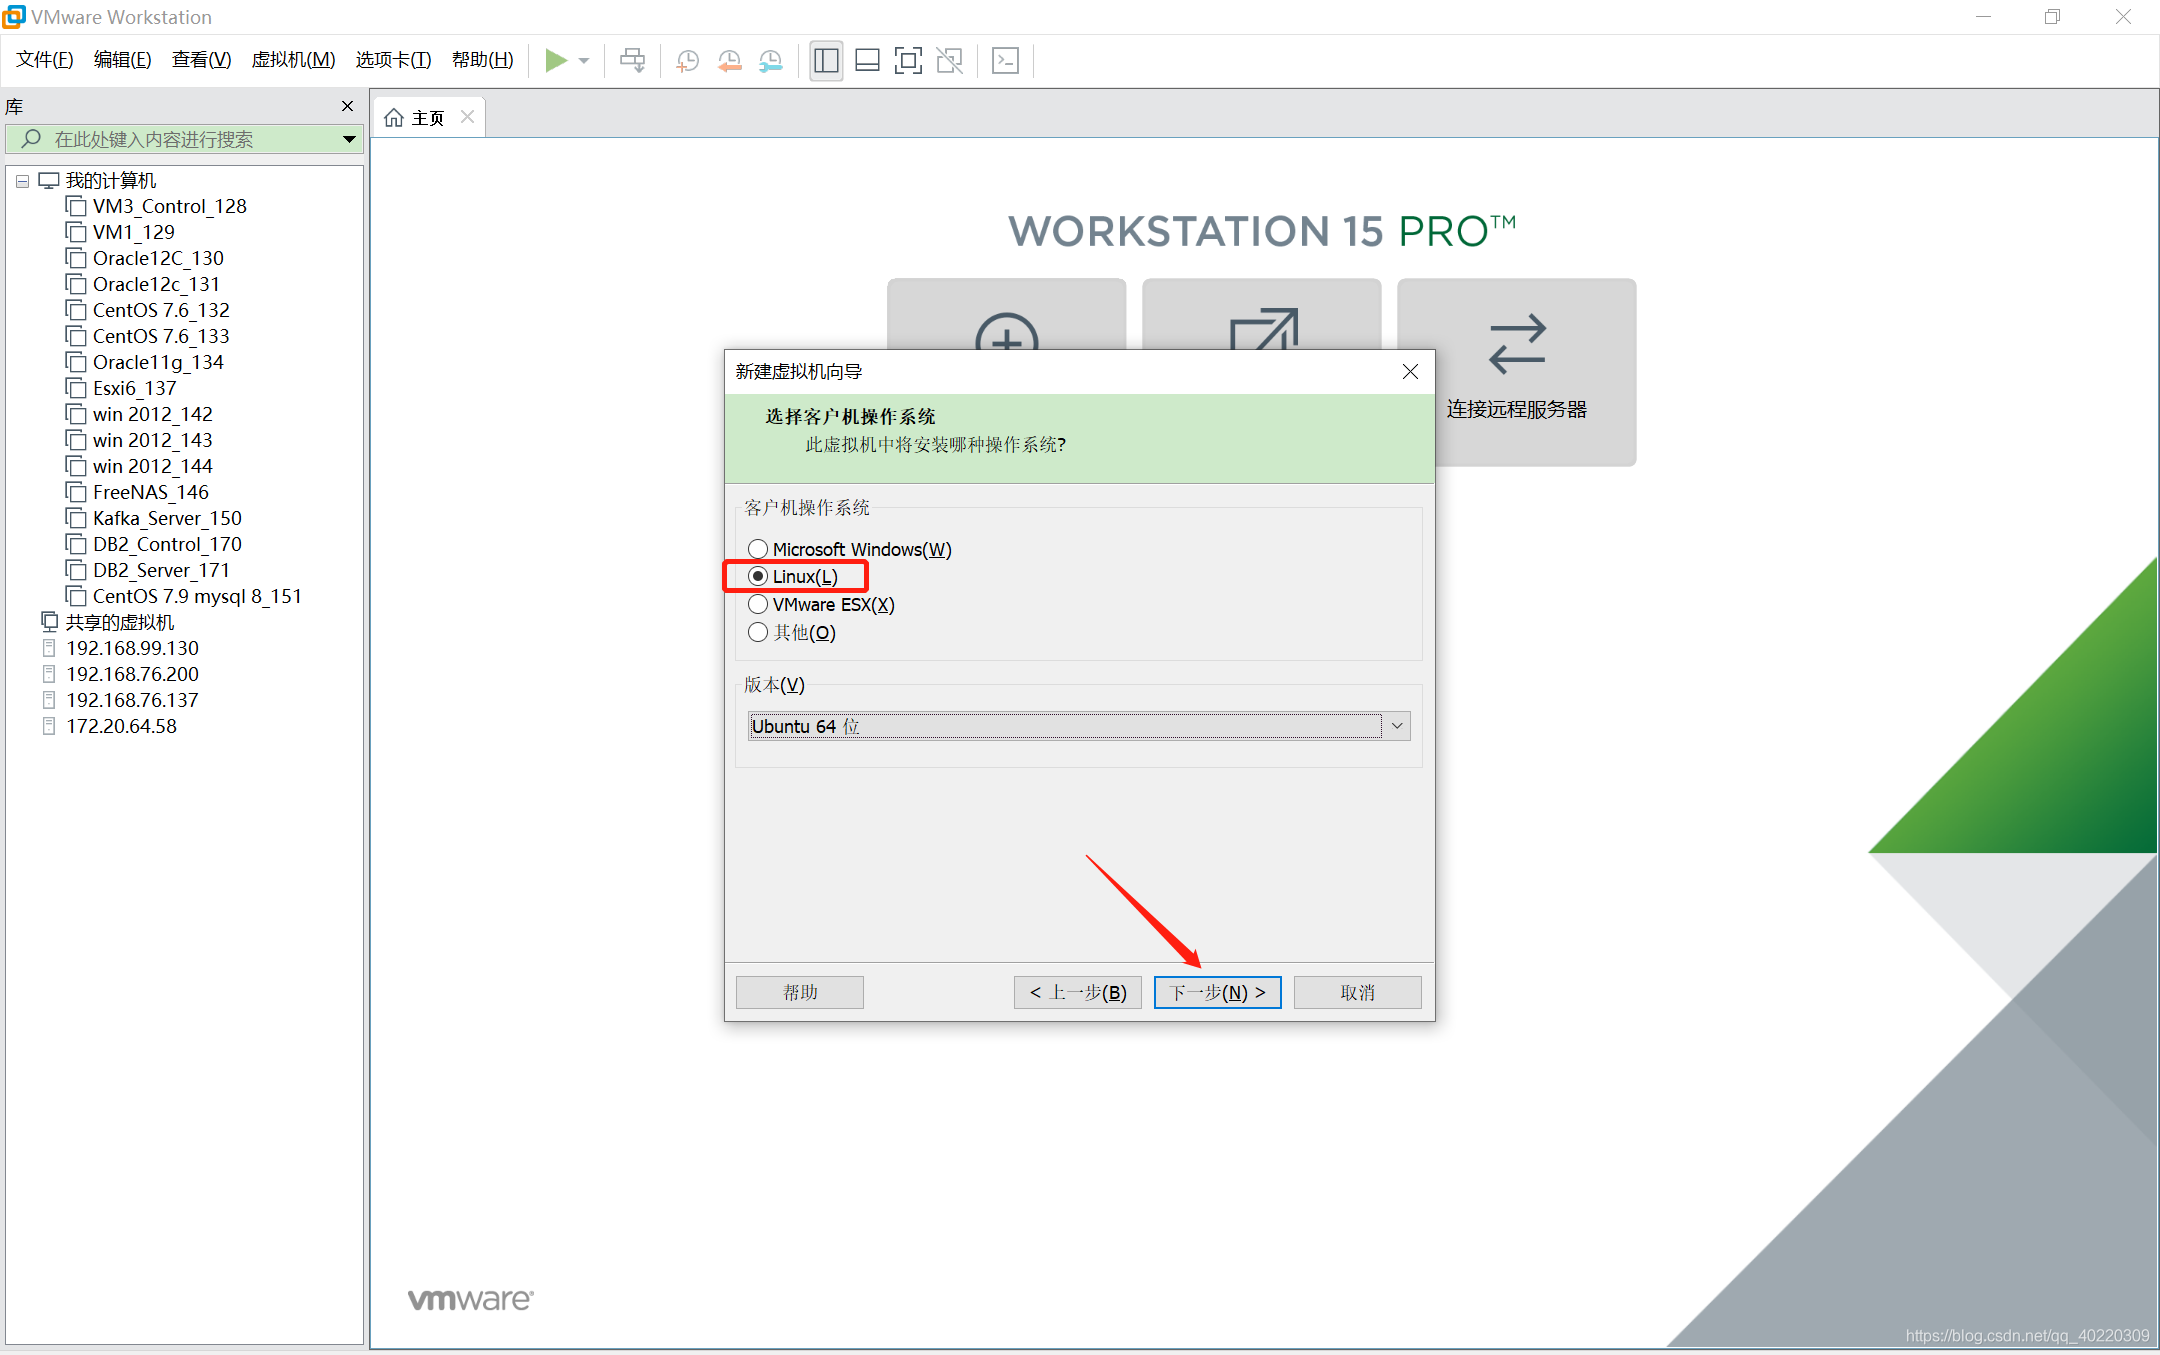 VMware Workstation
文件(F) 编辑(E) 查看(V) 虚拟机(M) 选项卡(T) 帮助(H)
库
在此处键入内容进行搜索
我的计算机
VM3_Control_128
VM1_129
Oracle12C_130
Oracle12c_131
CentOS 7.6_132
CentOS 7.6_133
Oracle11g_134
Esxi6_137
win 2012_142
win 2012_143
win 2012_144
FreeNAS_146
Kafka_Server_150
DB2_Control_170
DB2_Server_171
CentOS 7.9 mysql 8_151
共享的虚拟机
192.168.99.130
192.168.76.200
192.168.76.137
172.20.64.58
主页
WORKSTATION 15 PRO™
连接远程服务器
新建虚拟机向导
选择客户机操作系统
此虚拟机中将安装哪种操作系统?
客户机操作系统
Microsoft Windows(W)
Linux(L)
VMware ESX(X)
其他(O)
版本(V)
Ubuntu 64 位
帮助 < 上一步(B) 下一步(N) > 取消
vmware®
https://blog.csdn.net/qq_40220309